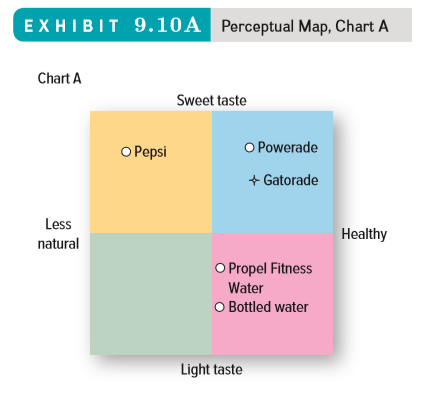 EXHIBIT 9.10A Perceptual Map, Chart A
Chart A
Sweet taste
Pepsi
Powerade
Gatorade
Less
natural
Healthy
Propel Fitness
Water
Bottled water
Light taste